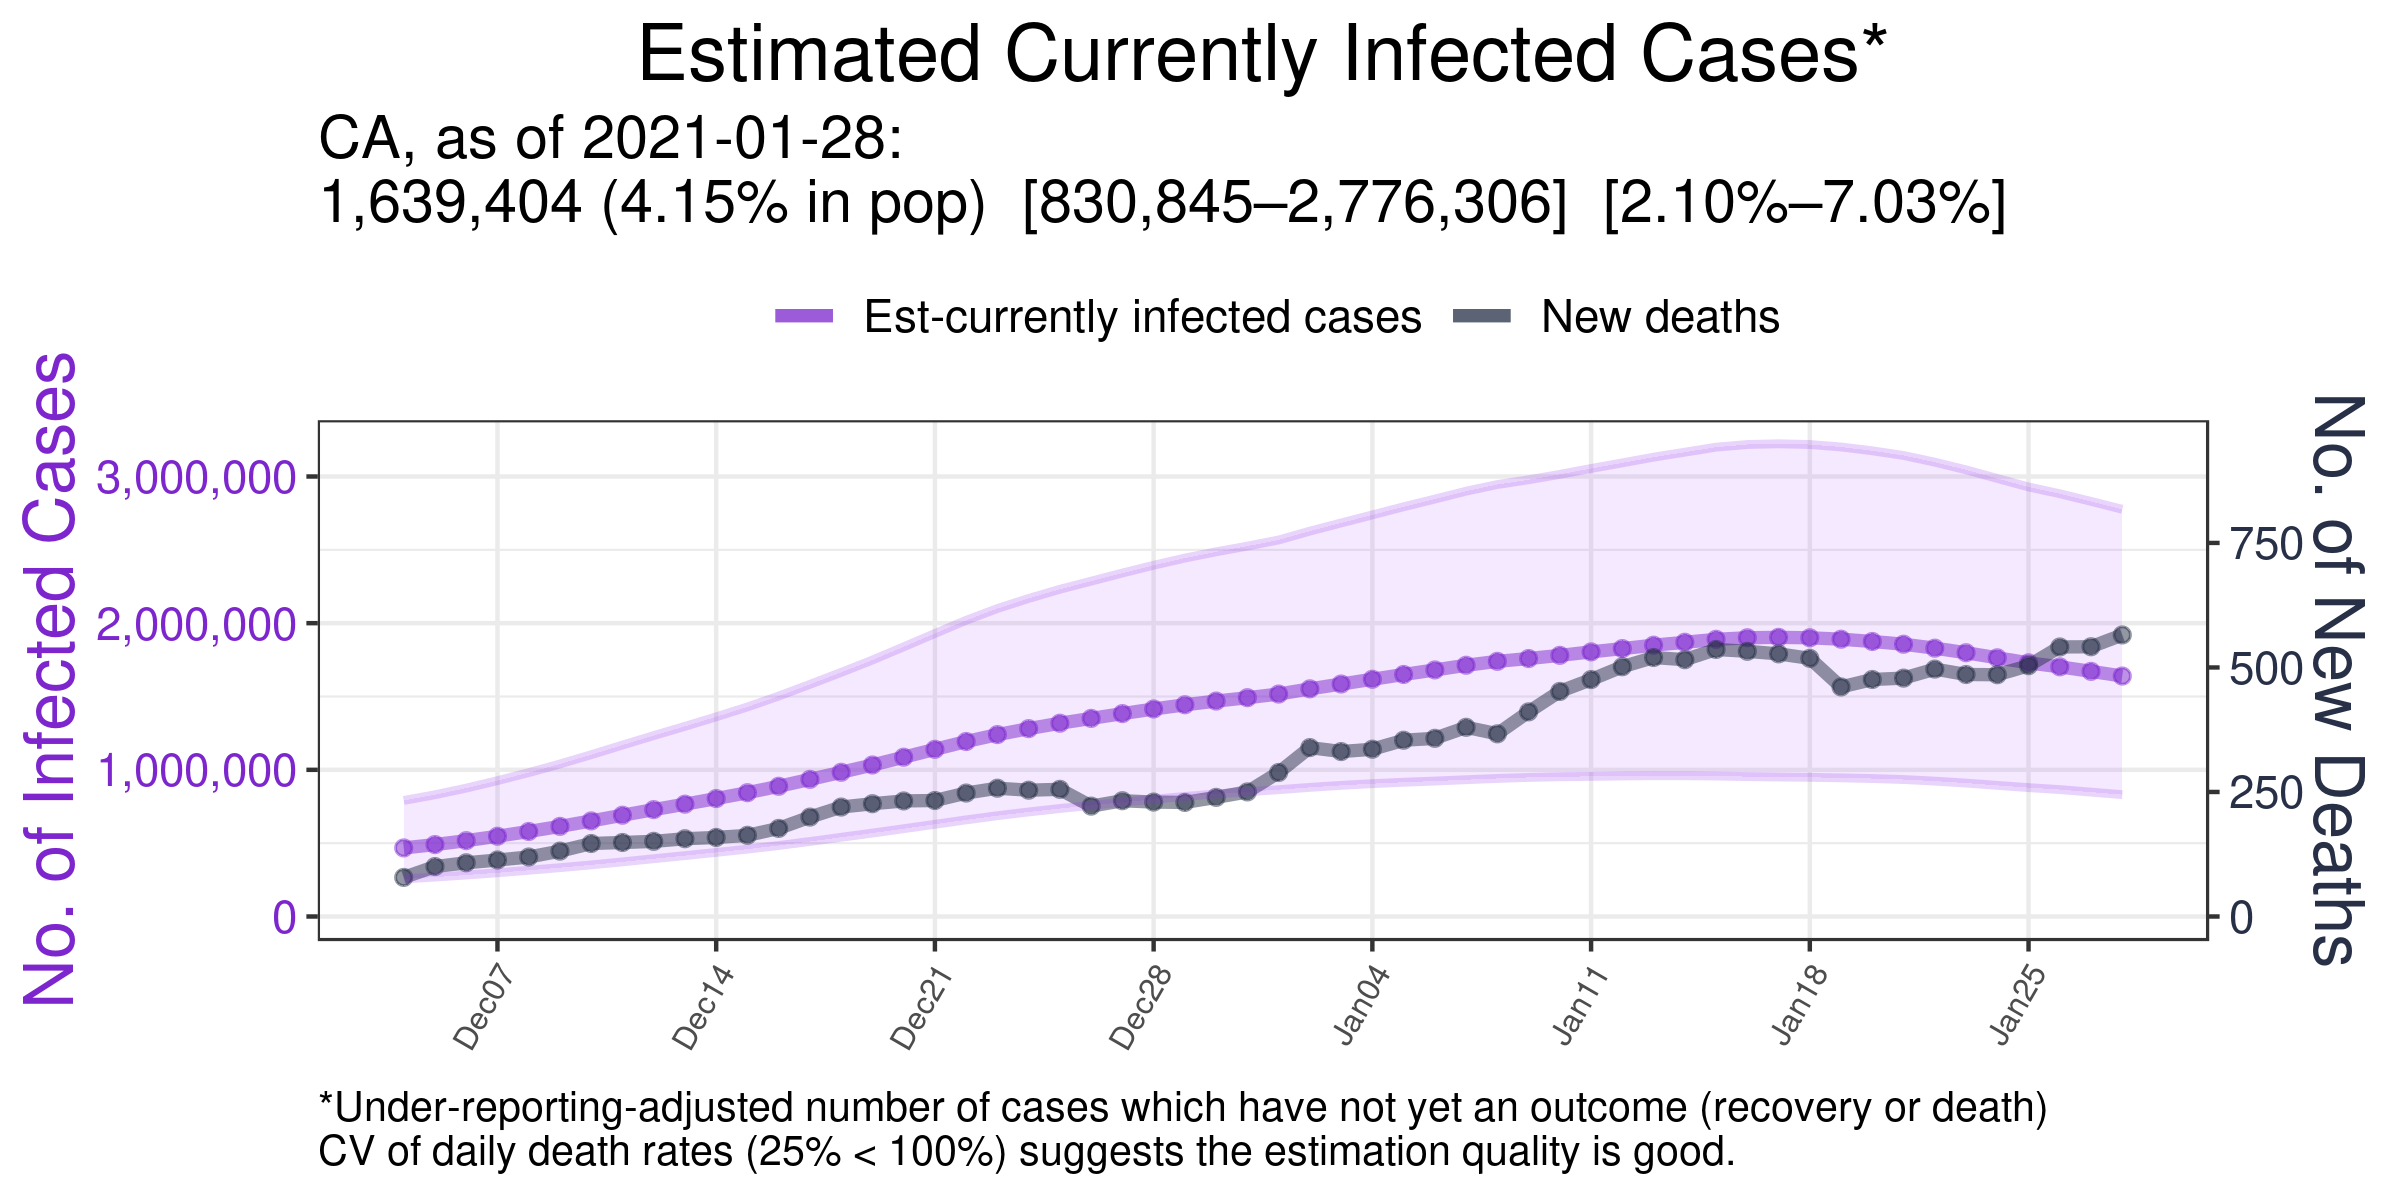 Estimated Currently Infected Cases*
CA, as of 2021-01-28:
1,639,404 (4.15% in pop)  [830,845–2,776,306]  [2.10%–7.03%]
Est-currently infected cases
New deaths
No. of Infected Cases
3,000,000
2,000,000
1,000,000
0
750
500
250
0
No. of New Deaths
Dec07
Dec14
Dec21
Dec28
Jan04
Jan11
Jan18
Jan25
*Under-reporting-adjusted number of cases which have not yet an outcome (recovery or death)
CV of daily death rates (25% < 100%) suggests the estimation quality is good.